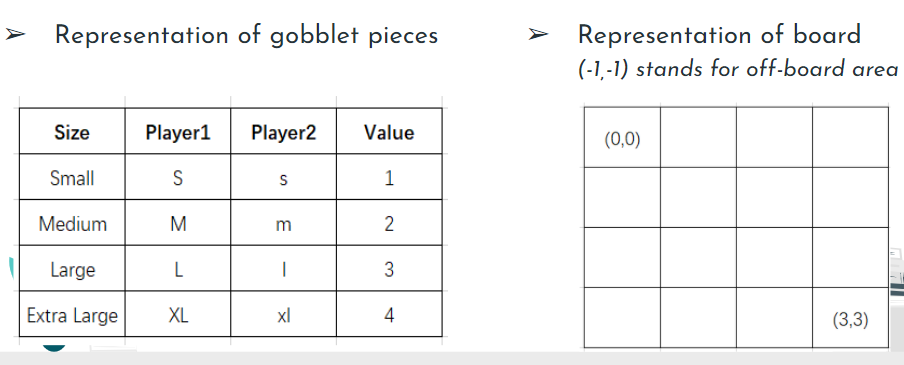 ➢ Representation of gobblet pieces
Size Player1 Player2 Value
Small S s 1
Medium M m 2
Large L l 3
Extra Large XL xl 4
➢ Representation of board
(-1,-1) stands for off-board area
(0,0)
(3,3)